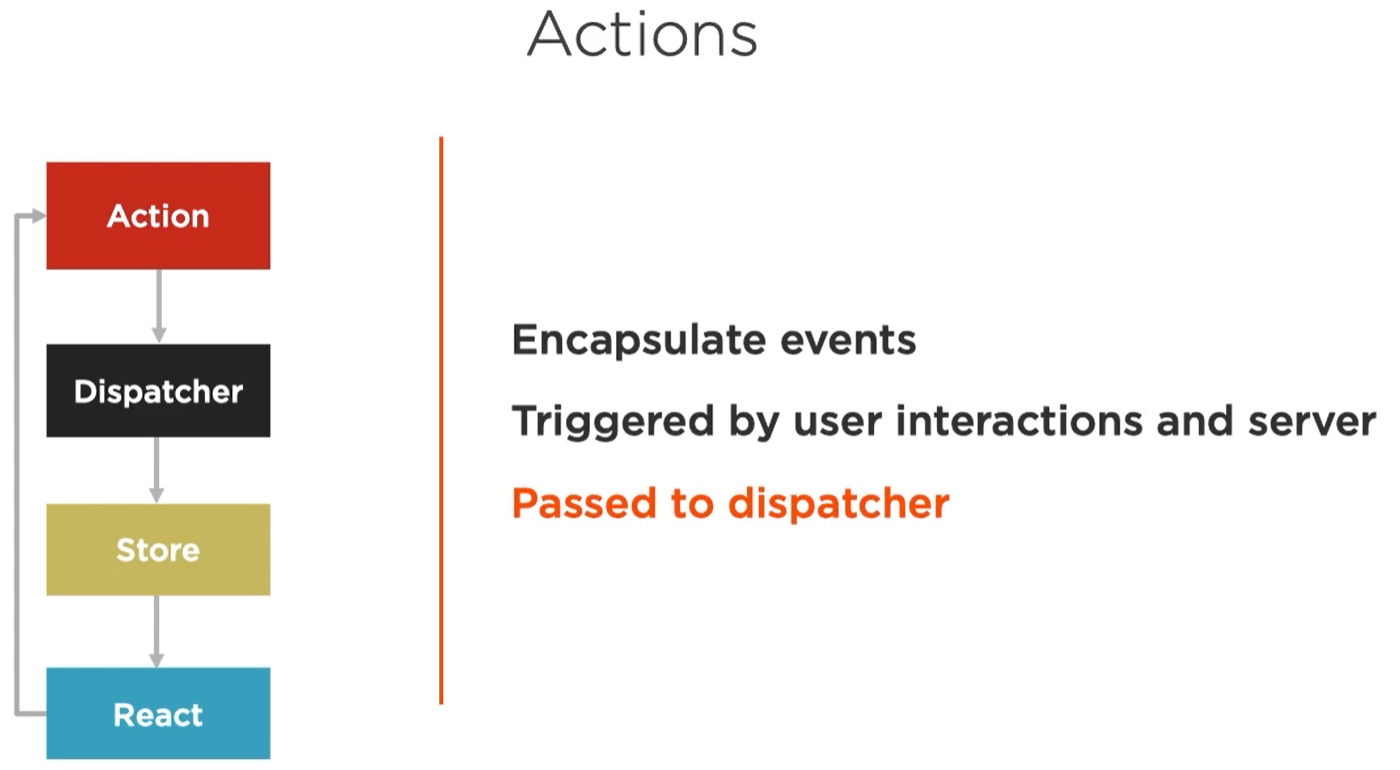 Actions
Action
Dispatcher
Store
React
Encapsulate events
Triggered by user interactions and server
Passed to dispatcher